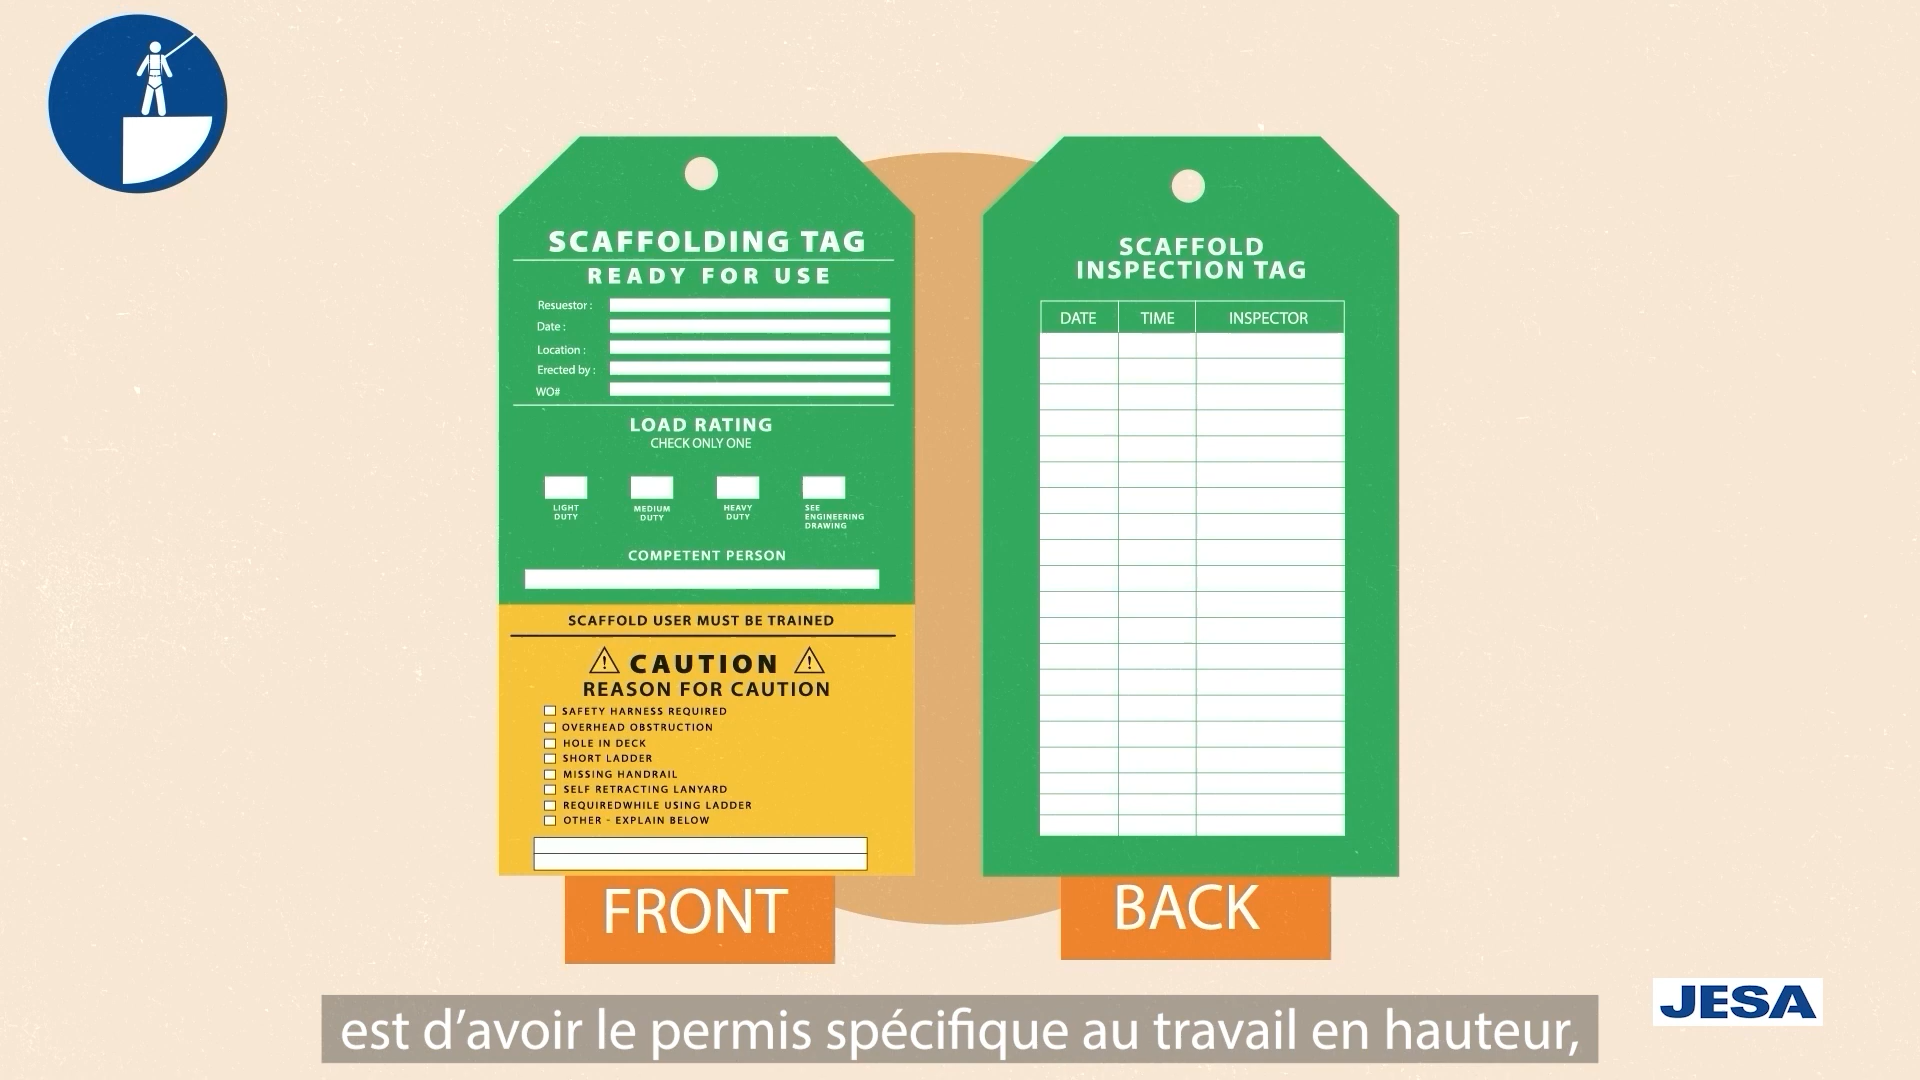 SCAFFOLDING TAG
READY FOR USE
Resuestor :
Date :
Location :
Erected by :
WO#
LOAD RATING
CHECK ONLY ONE
LIGHT DUTY
MEDIUM DUTY
HEAVY DUTY
SEE ENGINEERING DRAWING
COMPETENT PERSON
SCAFFOLD USER MUST BE TRAINED
CAUTION
REASON FOR CAUTION
SAFETY HARNESS REQUIRED
OVERHEAD OBSTRUCTION
HOLE IN DECK
SHORT LADDER
MISSING HANDRAIL
SELF RETRACTING LANYARD
REQUIREDWHILE USING LADDER
OTHER - EXPLAIN BELOW
FRONT
SCAFFOLD
INSPECTION TAG
DATE TIME INSPECTOR
BACK
est d’avoir le permis spécifique au travail en hauteur,
JESA